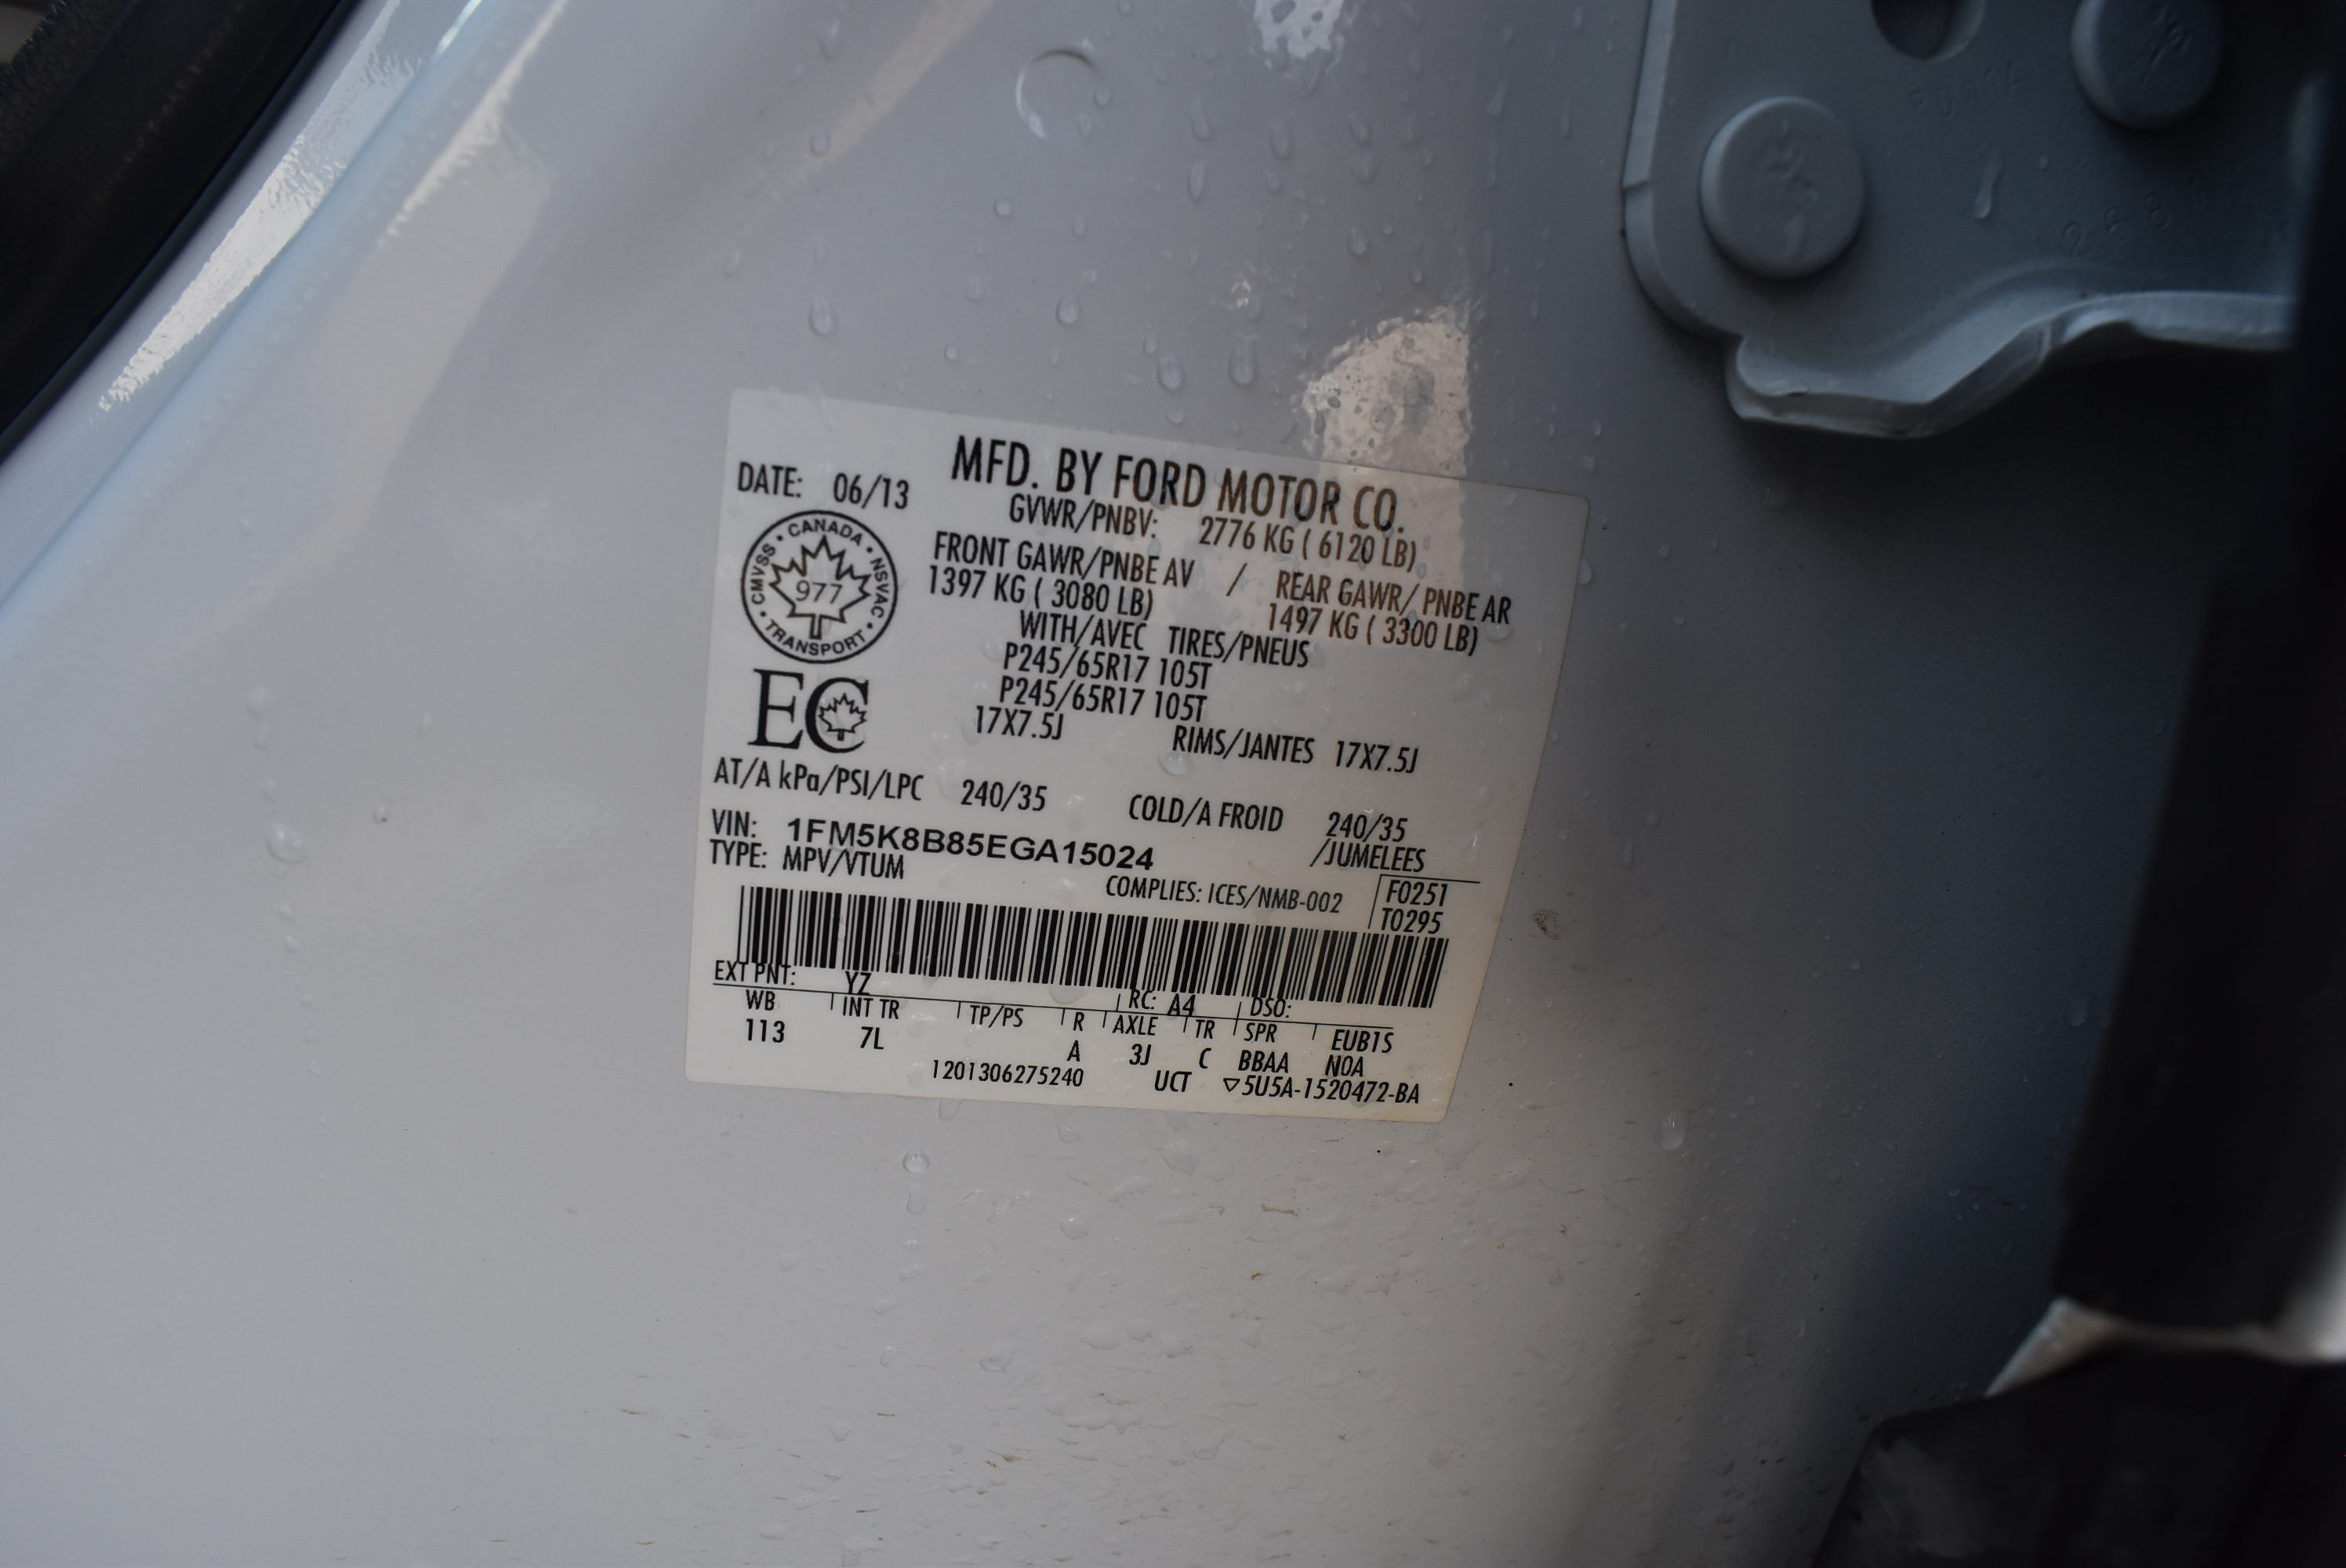 MFD. BY FORD MOTOR CO.
DATE: 06/13
GVWR/PNBV: 2776 KG ( 6120 LB)
FRONT GAWR/PNBE AV / REAR GAWR/ PNBE AR
1397 KG ( 3080 LB) 1497 KG ( 3300 LB)
WITH/AVEC TIRES/PNEUS
P245/65R17 105T
P245/65R17 105T
17X7.5J RIMS/JANTES 17X7.5J
CANADA • NSVAC • TRANSPORT • CMVSS •
977
EC
AT/A kPa/PSI/LPC 240/35 COLD/A FROID 240/35
VIN: 1FM5K8B85EGA15024 /JUMELEES
TYPE: MPV/VTUM
COMPLIES: ICES/NMB-002 F0251
T0295
EXT PNT: YZ RC: A4 DSO:
WB INT TR TP/PS R AXLE TR SPR EUB1S
113 7L A 3J C BBAA N0A
1201306275240 UCT ▽5U5A-1520472-BA